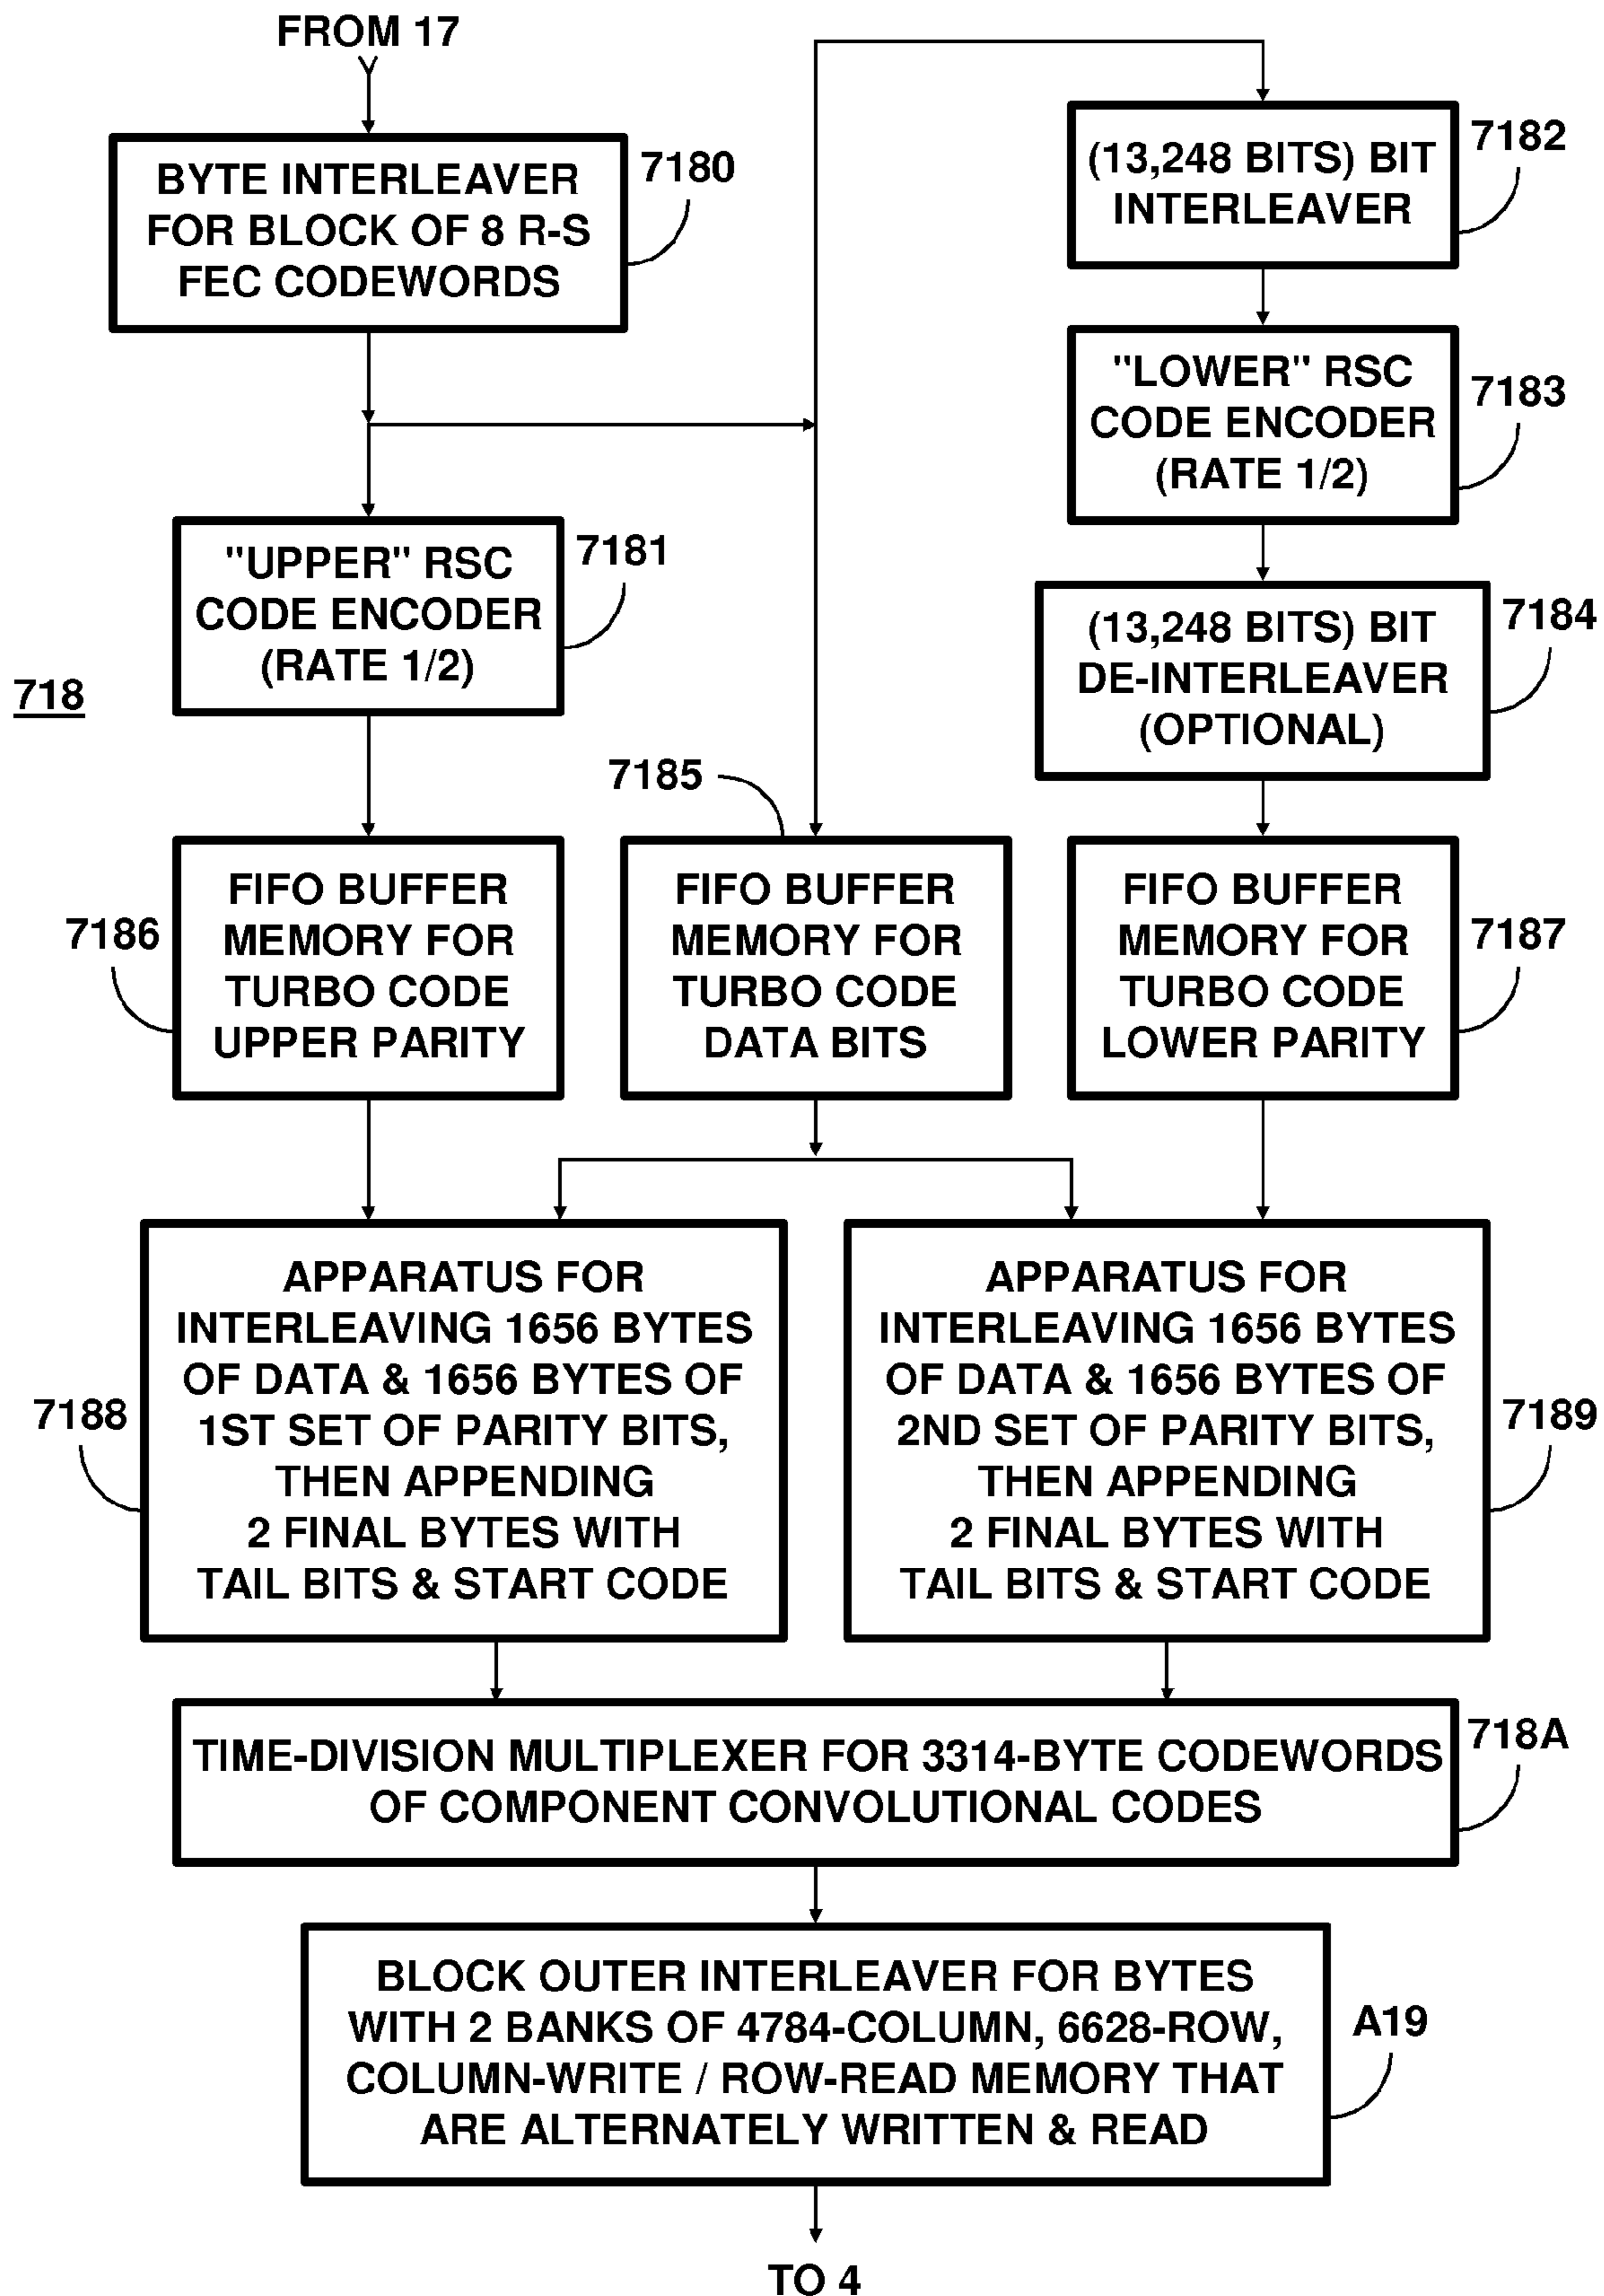 FROM 17
BYTE INTERLEAVER
FOR BLOCK OF 8 R-S
FEC CODEWORDS
7180
(13,248 BITS) BIT
INTERLEAVER
7182
"LOWER" RSC
CODE ENCODER
(RATE 1/2)
7183
"UPPER" RSC
CODE ENCODER
(RATE 1/2)
7181
(13,248 BITS) BIT
DE-INTERLEAVER
(OPTIONAL)
7184
718
7185
7186
FIFO BUFFER
MEMORY FOR
TURBO CODE
UPPER PARITY
FIFO BUFFER
MEMORY FOR
TURBO CODE
DATA BITS
FIFO BUFFER
MEMORY FOR
TURBO CODE
LOWER PARITY
7187
7188
APPARATUS FOR
INTERLEAVING 1656 BYTES
OF DATA & 1656 BYTES OF
1ST SET OF PARITY BITS,
THEN APPENDING
2 FINAL BYTES WITH
TAIL BITS & START CODE
APPARATUS FOR
INTERLEAVING 1656 BYTES
OF DATA & 1656 BYTES OF
2ND SET OF PARITY BITS,
THEN APPENDING
2 FINAL BYTES WITH
TAIL BITS & START CODE
7189
TIME-DIVISION MULTIPLEXER FOR 3314-BYTE CODEWORDS
OF COMPONENT CONVOLUTIONAL CODES
718A
BLOCK OUTER INTERLEAVER FOR BYTES
WITH 2 BANKS OF 4784-COLUMN, 6628-ROW,
COLUMN-WRITE / ROW-READ MEMORY THAT
ARE ALTERNATELY WRITTEN & READ
A19
TO 4